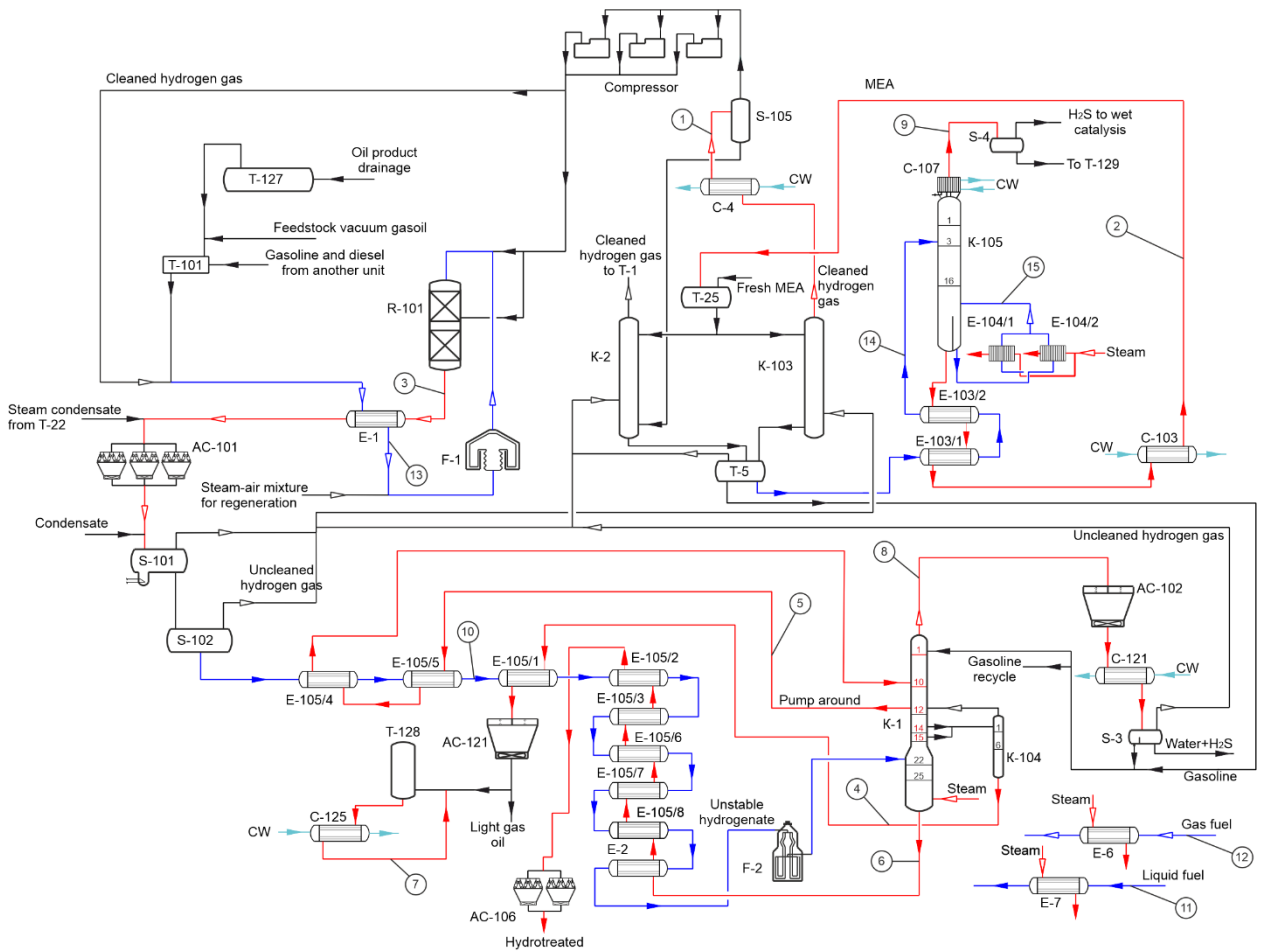 Cleaned hydrogen gas
Compressor
MEA
S-105
1
9
H2S to wet
catalysis
S-4
To T-129
Oil product
drainage
T-127
C-107
CW
CW
C-4
Feedstock vacuum gasoil
Gasoline and diesel
from another unit
T-101
Cleaned
hydrogen gas
to T-1
Cleaned
hydrogen
gas
Fresh MEA
T-25
1
3
16
K-105
2
15
R-101
K-2
K-103
E-104/1
E-104/2
Steam
14
3
Steam condensate
from T-22
E-1
E-103/2
AC-101
13
F-1
E-103/1
C-103
CW
T-5
Steam-air mixture
for regeneration
Condensate
S-101
Uncleaned
hydrogen gas
Uncleaned hydrogen gas
8
AC-102
S-102
10
5
E-105/4
E-105/5
E-105/1
E-105/2
1
10
12
14
15
22
25
Gasoline
recycle
C-121
CW
Pump around
K-1
E-105/3
1
6
K-104
S-3
Water+H2S
Gasoline
T-128
AC-121
E-105/6
E-105/7
E-105/8
Unstable
hydrogenate
4
Steam
Steam
Gas fuel
C-125
CW
Light gas
oil
7
E-2
F-2
6
E-6
12
Steam
Liquid fuel
E-7
11
AC-106
Hydrotreated